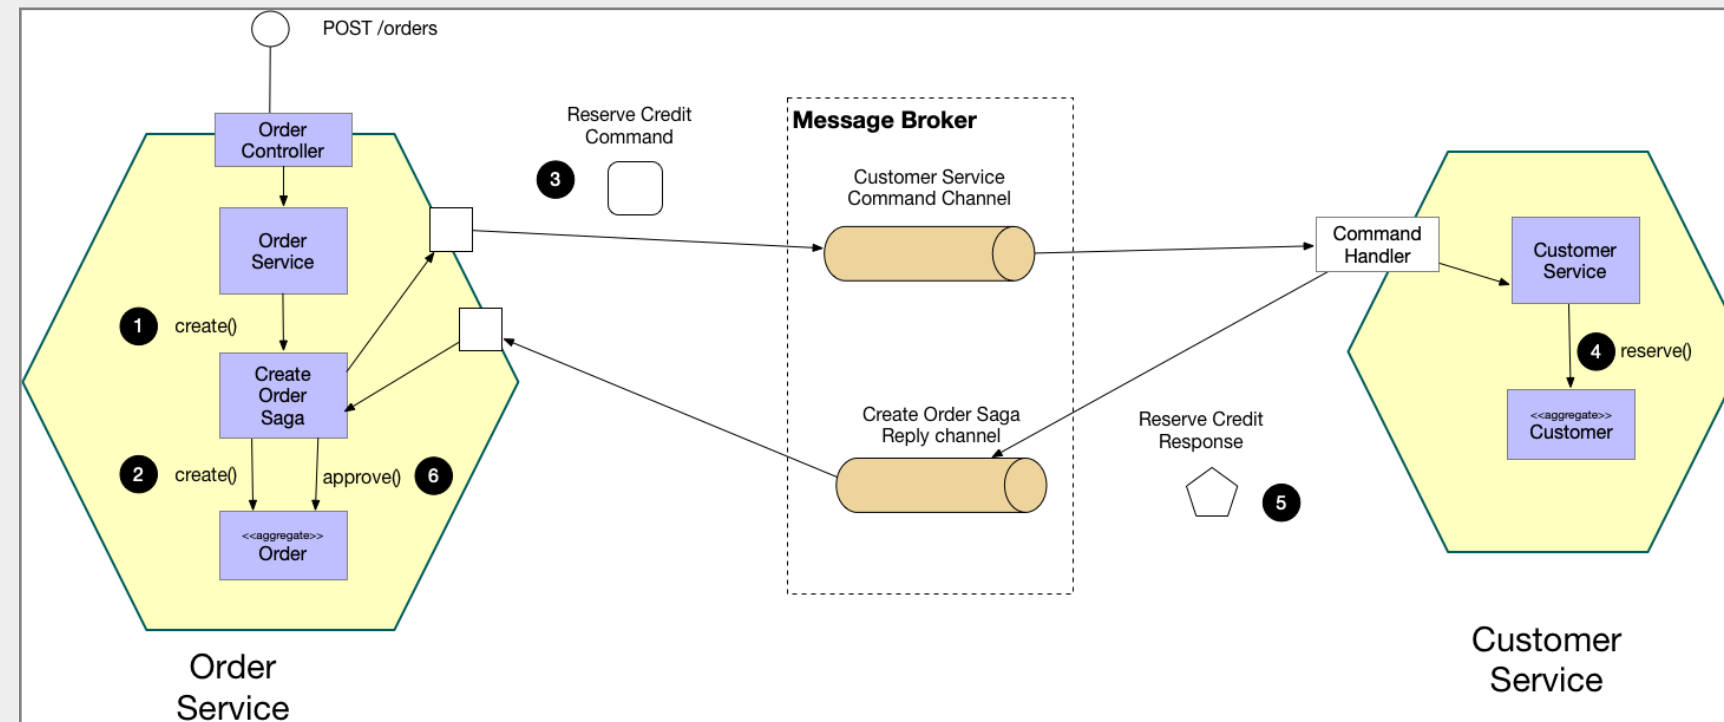 POST /orders
Order
Controller
Order
Service
1
create()
Create
Order
Saga
2
create()
approve()
6
<<aggregate>>
Order
Order
Service
Reserve Credit
Command
3
Message Broker
Customer Service
Command Channel
Create Order Saga
Reply channel
Reserve Credit
Response
5
Command
Handler
Customer
Service
4
reserve()
<<aggregate>>
Customer
Customer
Service